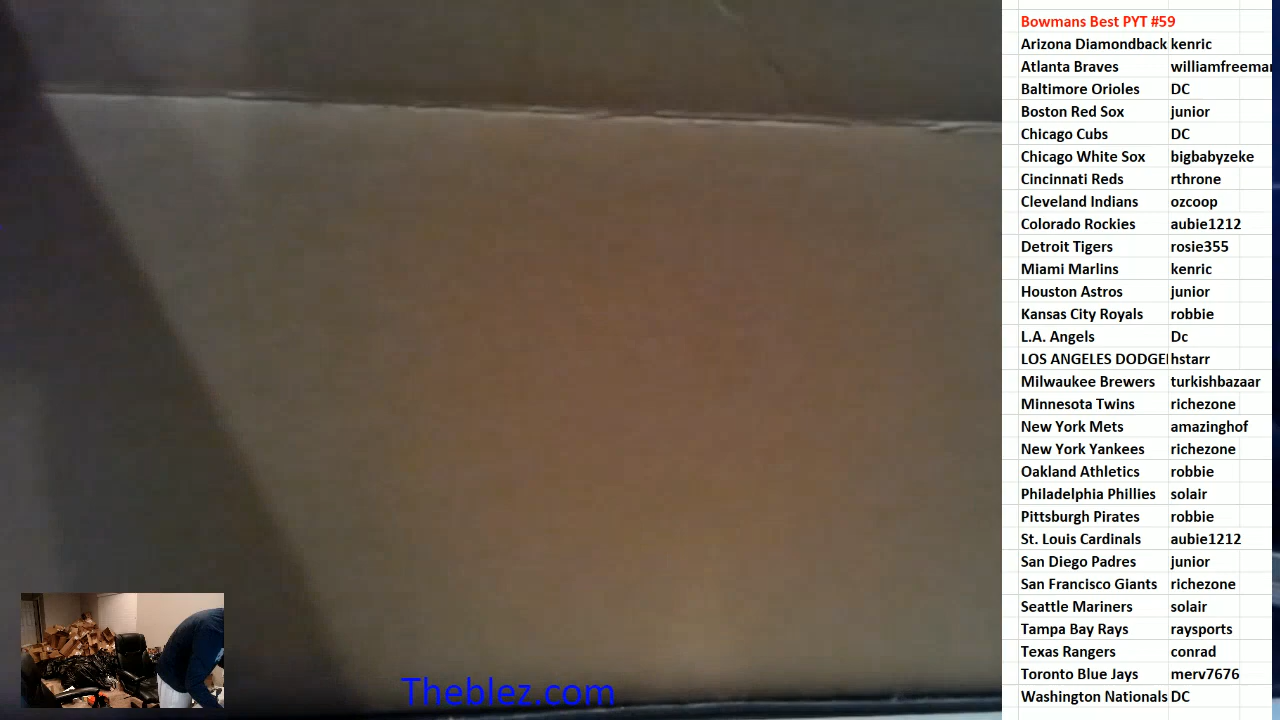 Bowmans Best PYT #59
Arizona Diamondback kenric
Atlanta Braves williamfreeman
Baltimore Orioles DC
Boston Red Sox junior
Chicago Cubs DC
Chicago White Sox bigbabyzeke
Cincinnati Reds rthrone
Cleveland Indians ozcoop
Colorado Rockies aubie1212
Detroit Tigers rosie355
Miami Marlins kenric
Houston Astros junior
Kansas City Royals robbie
L.A. Angels Dc
LOS ANGELES DODGE hstarr
Milwaukee Brewers turkishbazaar
Minnesota Twins richezone
New York Mets amazinghof
New York Yankees richezone
Oakland Athletics robbie
Philadelphia Phillies solair
Pittsburgh Pirates robbie
St. Louis Cardinals aubie1212
San Diego Padres junior
San Francisco Giants richezone
Seattle Mariners solair
Tampa Bay Rays raysports
Texas Rangers conrad
Toronto Blue Jays merv7676
Washington Nationals DC
Theblez.com